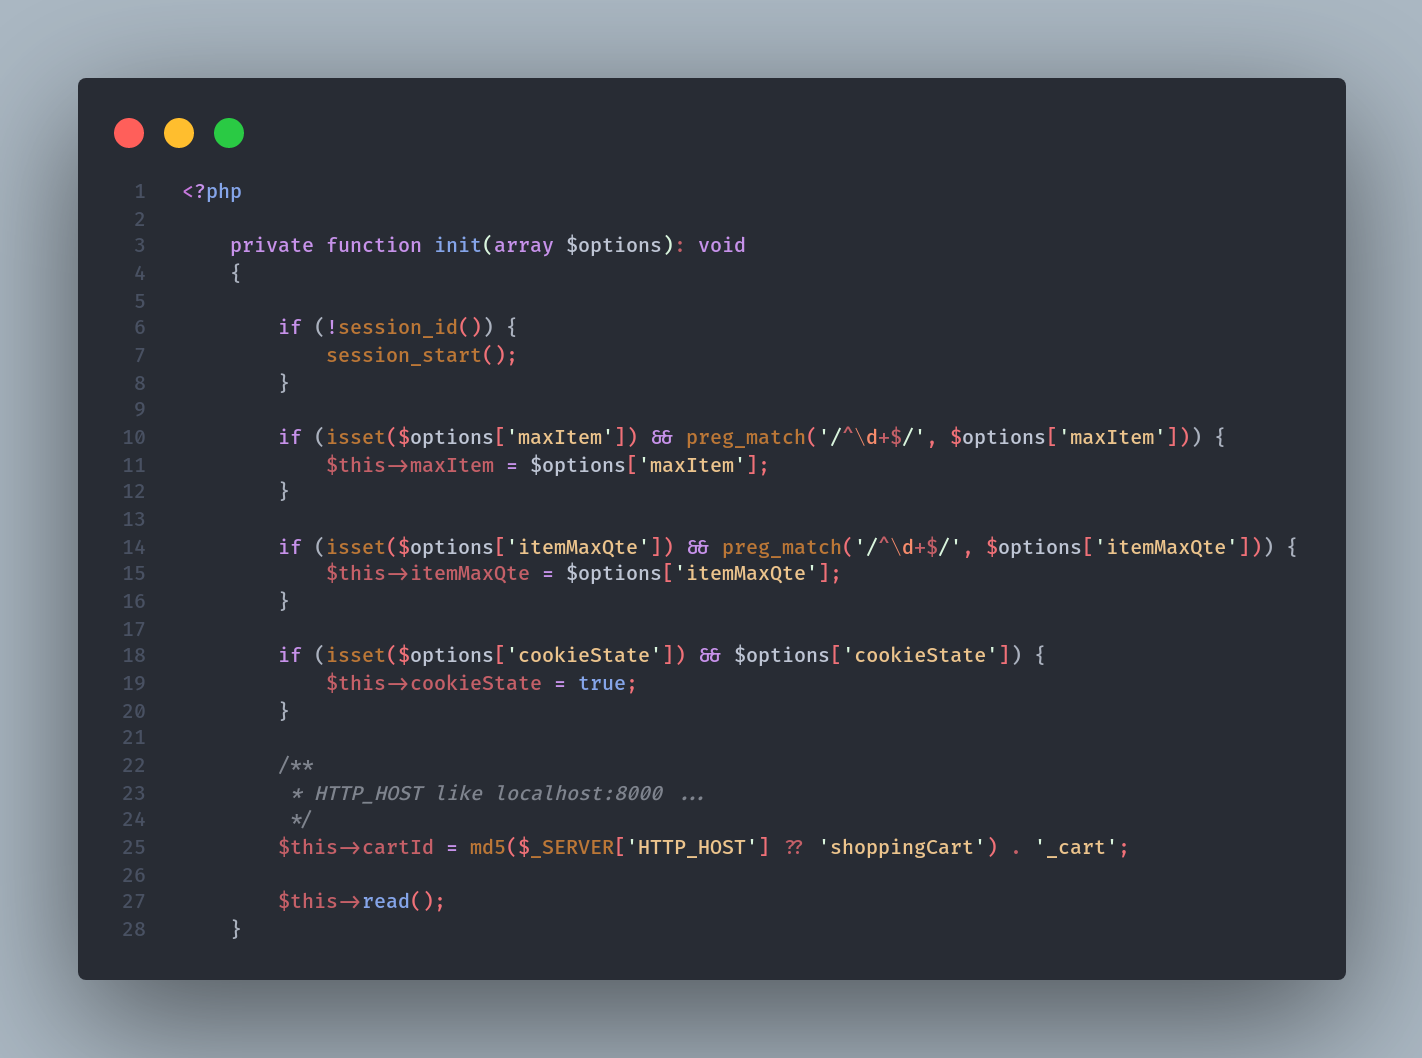 1 <?php
2
3     private function init(array $options): void
4     {
5
6         if (!session_id()) {
7             session_start();
8         }
9
10         if (isset($options['maxItem']) && preg_match('/^\d+$/', $options['maxItem'])) {
11             $this->maxItem = $options['maxItem'];
12         }
13
14         if (isset($options['itemMaxQte']) && preg_match('/^\d+$/', $options['itemMaxQte'])) {
15             $this->itemMaxQte = $options['itemMaxQte'];
16         }
17
18         if (isset($options['cookieState']) && $options['cookieState']) {
19             $this->cookieState = true;
20         }
21
22         /**
23          * HTTP_HOST like localhost:8000 ...
24          */
25         $this->cartId = md5($_SERVER['HTTP_HOST'] ?? 'shoppingCart') . '_cart';
26
27         $this->read();
28     }